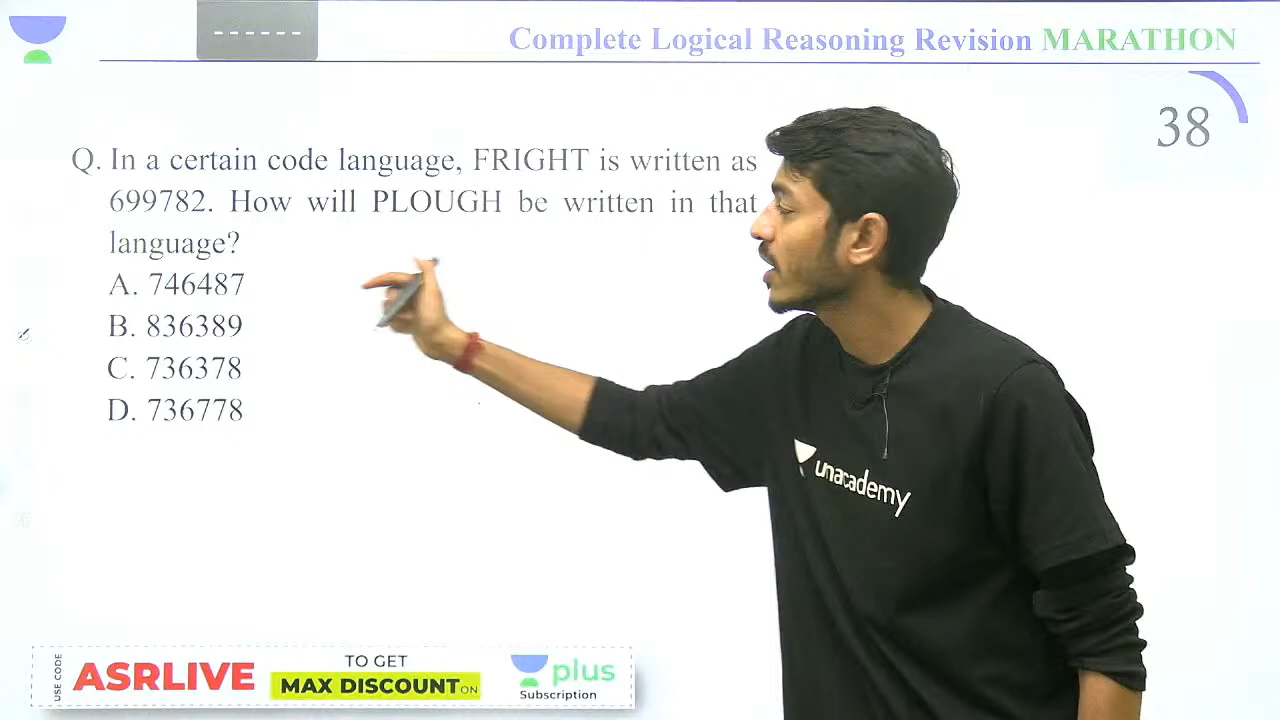 Complete Logical Reasoning Revision MARATHON
38
Q. In a certain code language, FRIGHT is written as
699782. How will PLOUGH be written in that
language?
A. 746487
B. 836389
C. 736378
D. 736778
unacademy
USE CODE
ASRLIVE
TO GET
MAX DISCOUNT ON
plus
Subscription